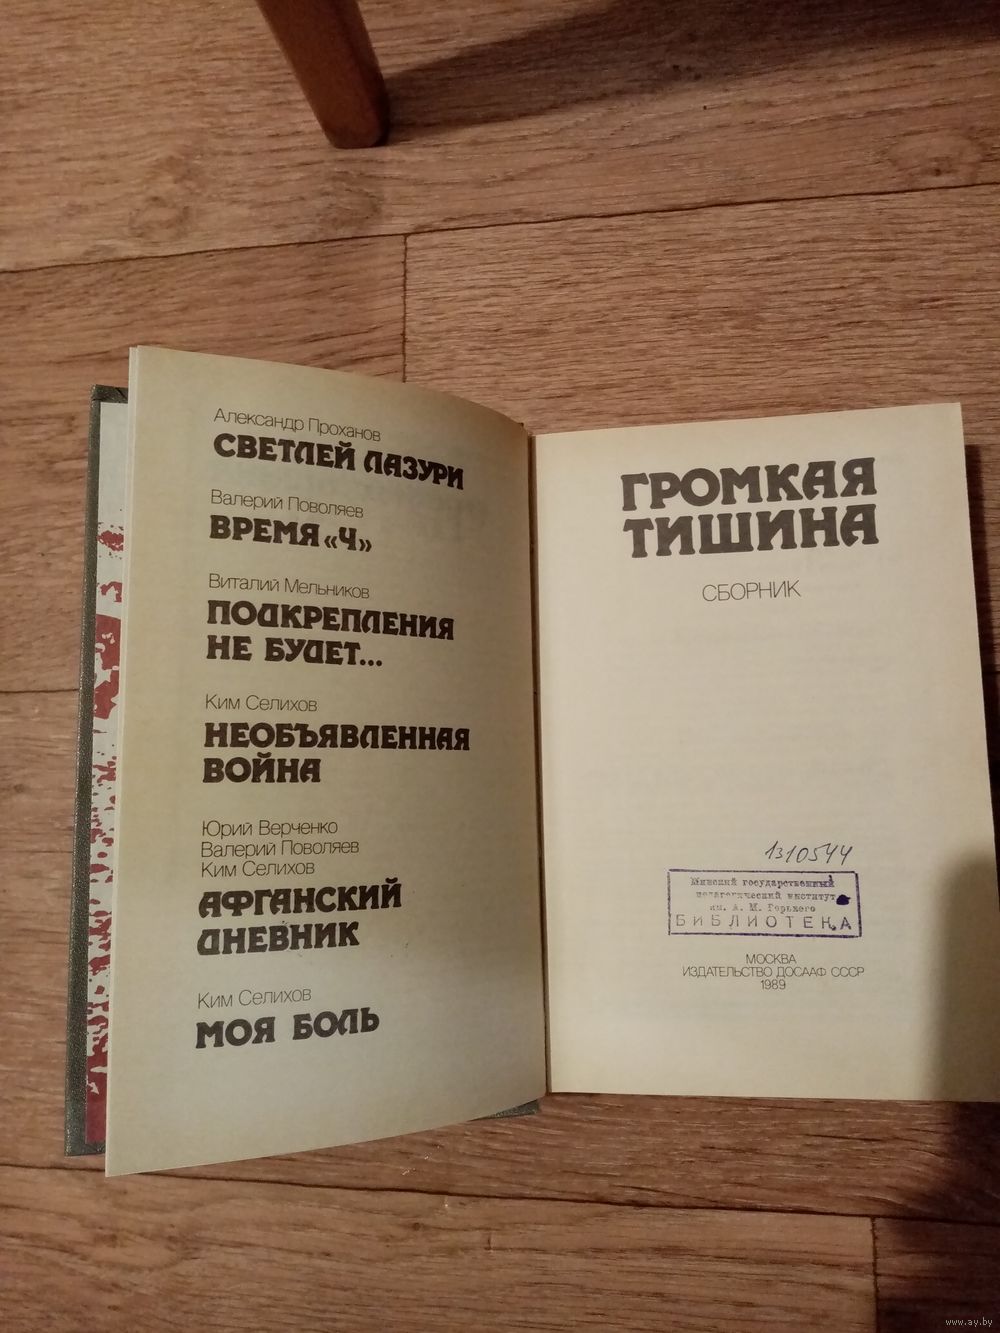 Александр Проханов
СВЕТЛЕЙ ЛАЗУРИ
Валерий Поволяев
ВРЕМЯ «Ч»
Виталий Мельников
ПОДКРЕПЛЕНИЯ
НЕ БУДЕТ...
Ким Селихов
НЕОБЪЯВЛЕННАЯ
ВОЙНА
Юрий Верченко
Валерий Поволяев
Ким Селихов
АФГАНСКИЙ
ДНЕВНИК
Ким Селихов
МОЯ БОЛЬ
ГРОМКАЯ
ТИШИНА
СБОРНИК
1310544
Минский государственный
педагогический институт
им. А. М. Горького
БИБЛИОТЕКА
МОСКВА
ИЗДАТЕЛЬСТВО ДОСААФ СССР
1989
www.ay.by